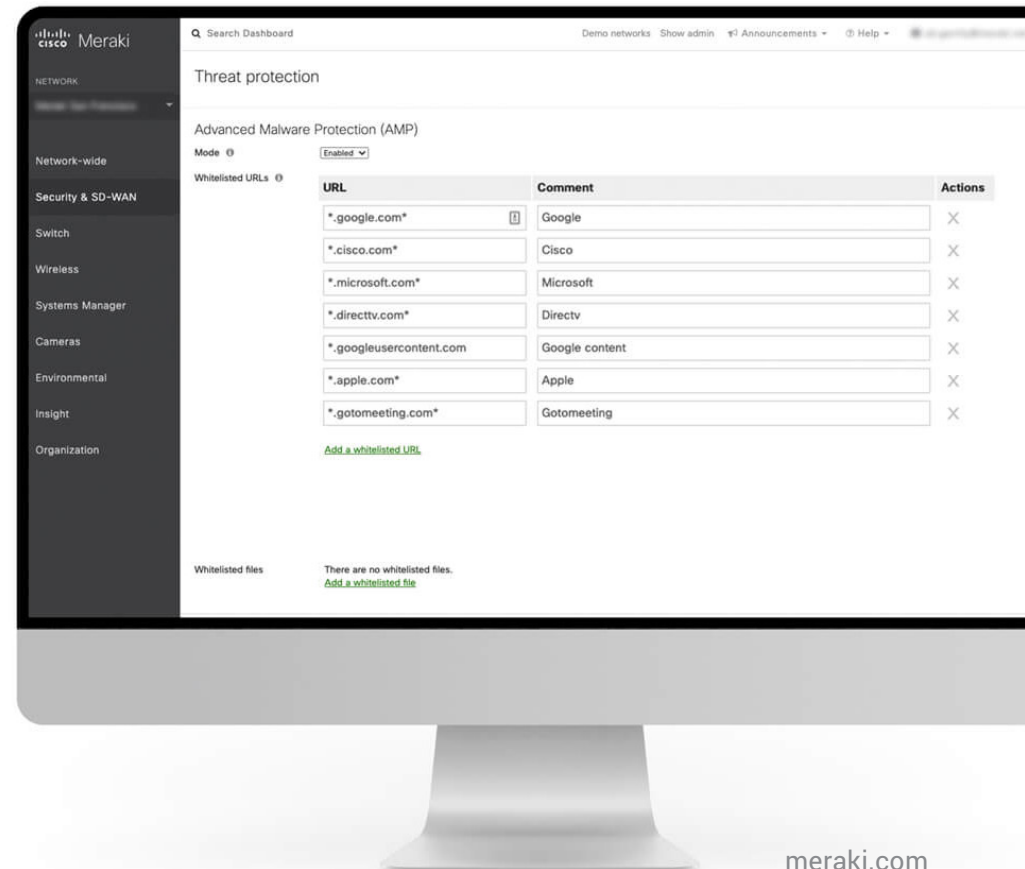 cisco Meraki
Search Dashboard
Demo networks Show admin Announcements Help
NETWORK
Network-wide
Security & SD-WAN
Switch
Wireless
Systems Manager
Cameras
Environmental
Insight
Organization
Threat protection
Advanced Malware Protection (AMP)
Mode Enabled
Whitelisted URLs
URL Comment Actions
*.google.com* Google X
*.cisco.com* Cisco X
*.microsoft.com* Microsoft X
*.directtv.com* Directv X
*.googleusercontent.com Google content X
*.apple.com* Apple X
*.gotomeeting.com* Gotomeeting X
Add a whitelisted URL
Whitelisted files There are no whitelisted files.
Add a whitelisted file
meraki.com